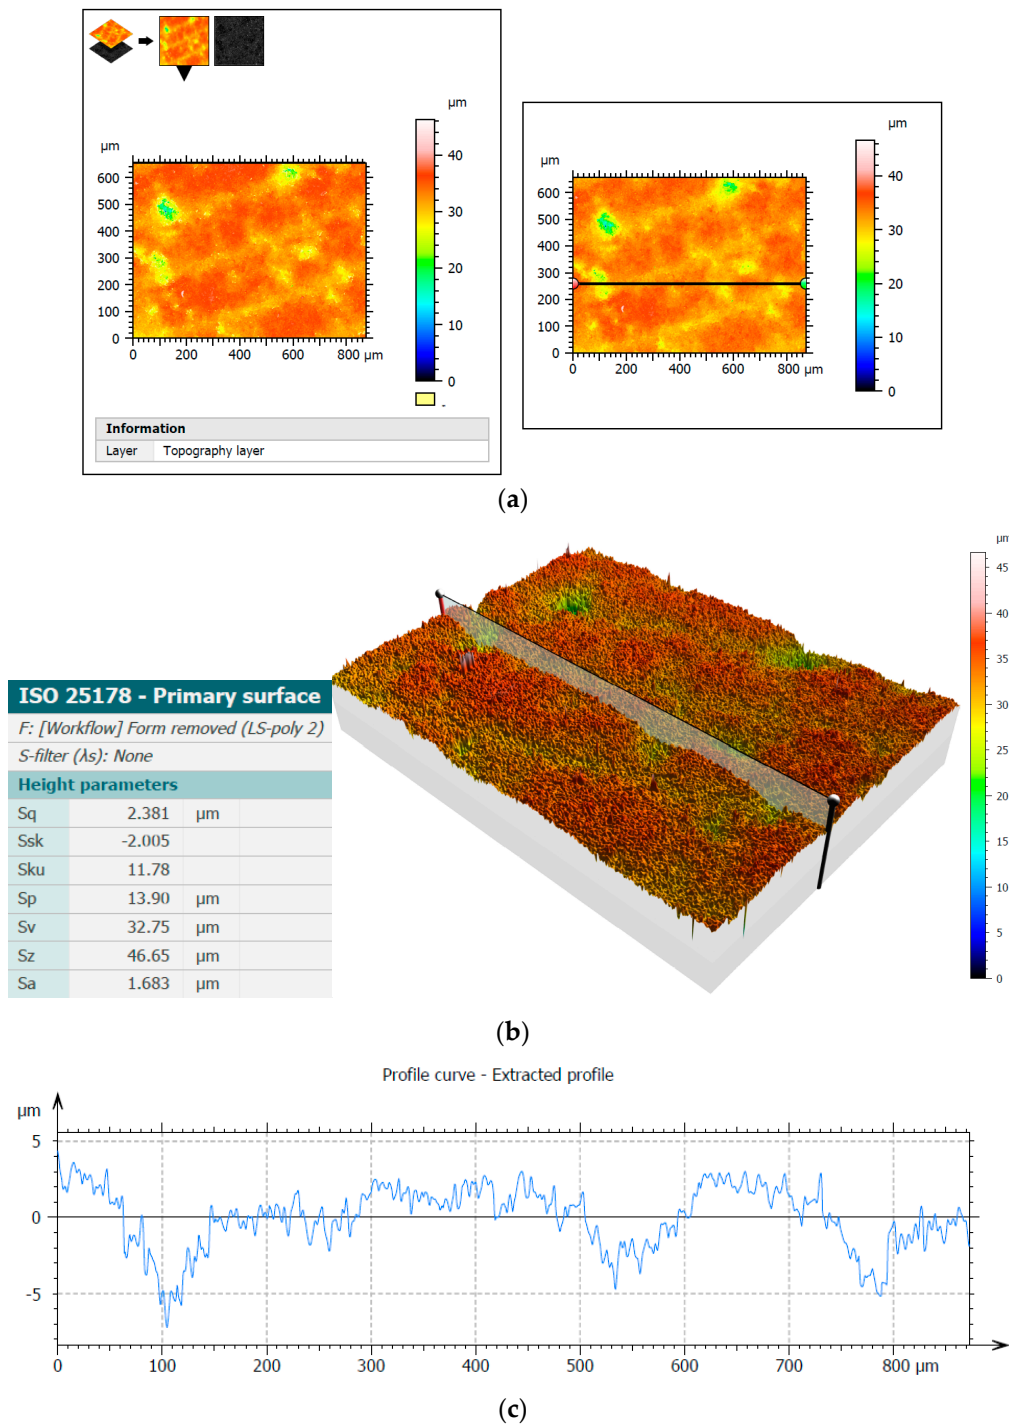 µm
µm
600
500
400
300
200
100
0
0 200 400 600 800 µm
40
30
20
10
0
-
Information
Layer Topography layer
µm
µm
600
500
400
300
200
100
0
0 200 400 600 800 µm
40
30
20
10
0
(a)
µm
45
40
35
30
25
20
15
10
5
0
ISO 25178 - Primary surface
F: [Workflow] Form removed (LS-poly 2)
S-filter (λs): None
Height parameters
Sq 2.381 µm
Ssk -2.005
Sku 11.78
Sp 13.90 µm
Sv 32.75 µm
Sz 46.65 µm
Sa 1.683 µm
(b)
Profile curve - Extracted profile
µm
5
0
-5
0 100 200 300 400 500 600 700 800 µm
(c)